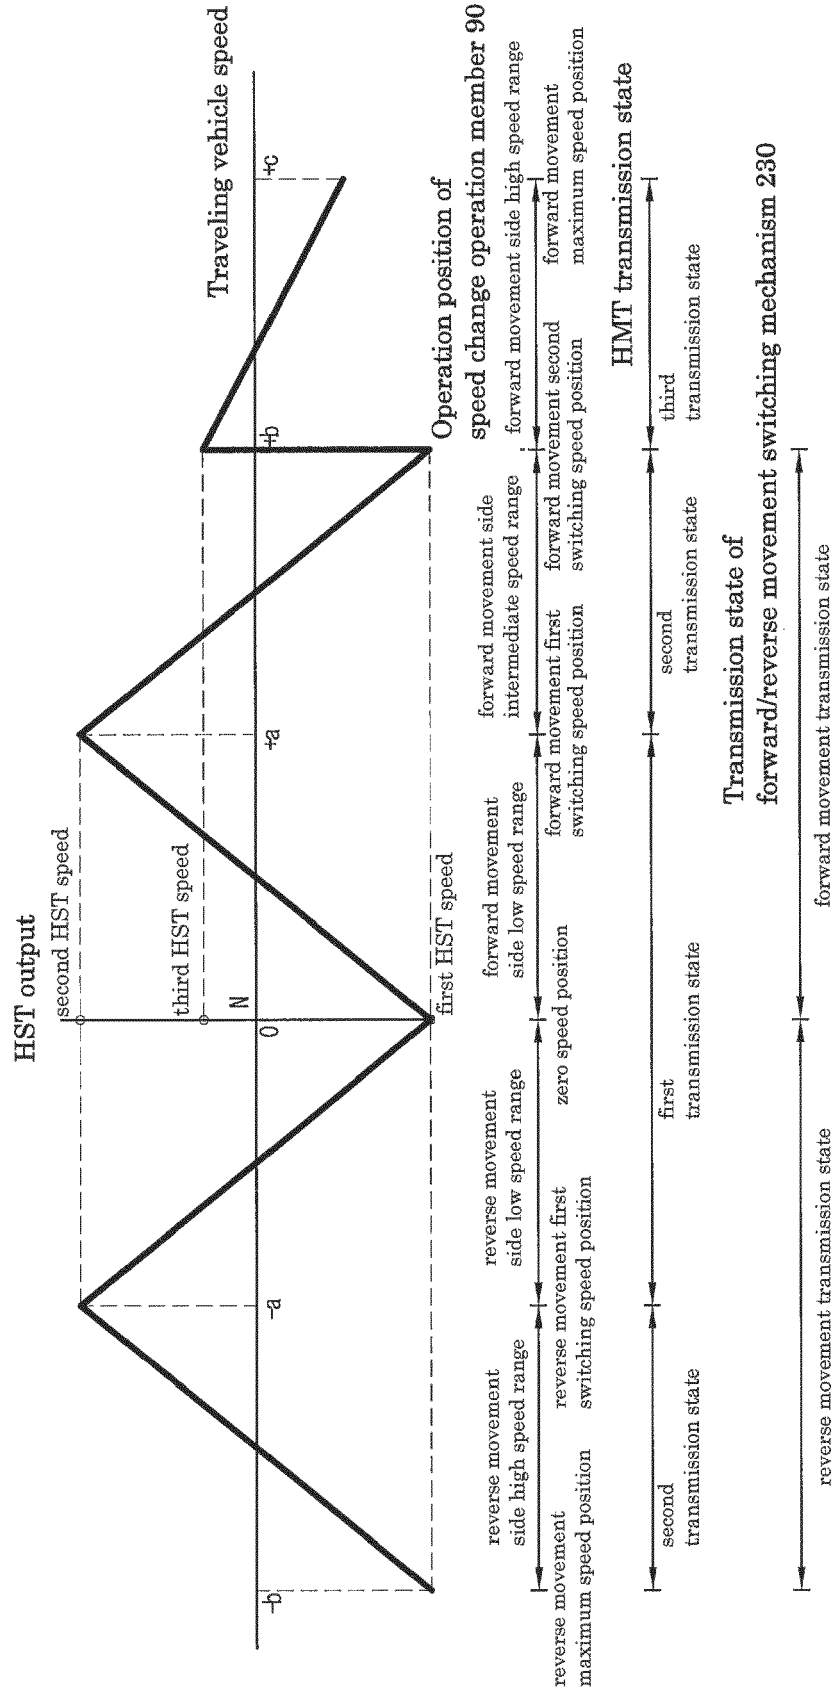 HST output
second HST speed
third HST speed
N
0
first HST speed
Traveling vehicle speed
-b
-a
+a
+b
+c
Operation position of
speed change operation member 90
reverse movement
side high speed range
reverse movement
side low speed range
forward movement
side low speed range
forward movement side
intermediate speed range
forward movement side high speed range
reverse movement
maximum speed position
reverse movement first
switching speed position
zero speed position
forward movement first
switching speed position
forward movement second
switching speed position
forward movement
maximum speed position
HMT transmission state
second
transmission state
first
transmission state
second
transmission state
third
transmission state
Transmission state of
forward/reverse movement switching mechanism 230
reverse movement transmission state
forward movement transmission state